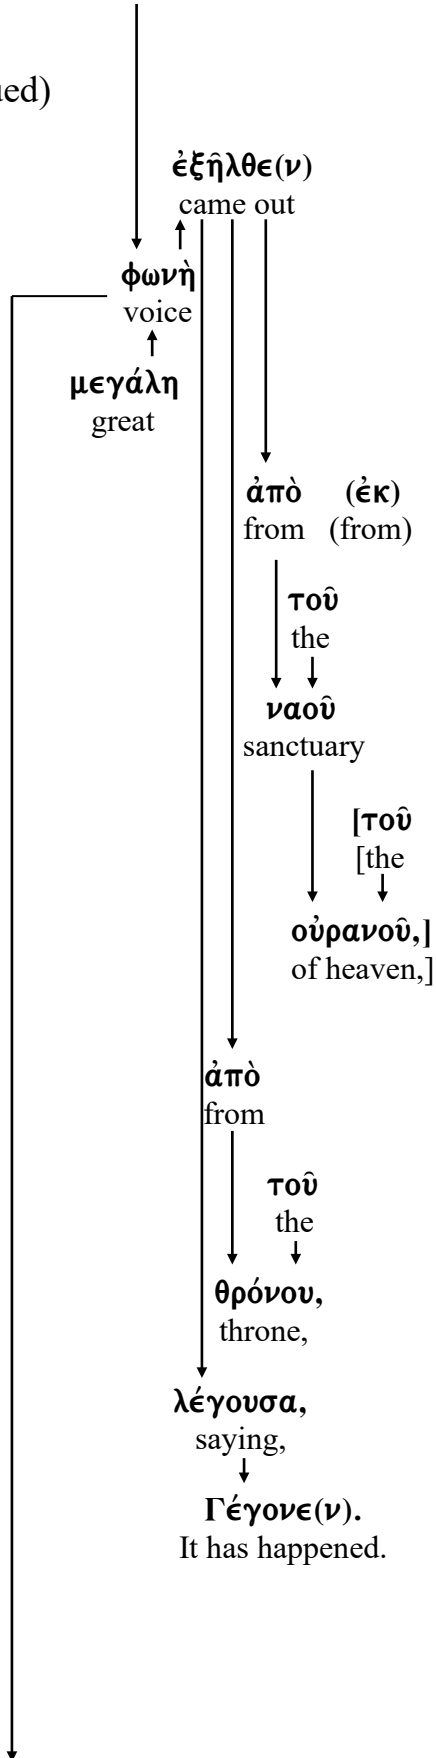 ued)
ἐξῆλθε(ν)
came out
φωνὴ
voice
μεγάλη
great
ἀπὸ (ἐκ)
from (from)
τοῦ
the
ναοῦ
sanctuary
[τοῦ
[the
οὐρανοῦ,]
of heaven,]
ἀπὸ
from
τοῦ
the
θρόνου,
throne,
λέγουσα,
saying,
Γέγονε(ν).
It has happened.